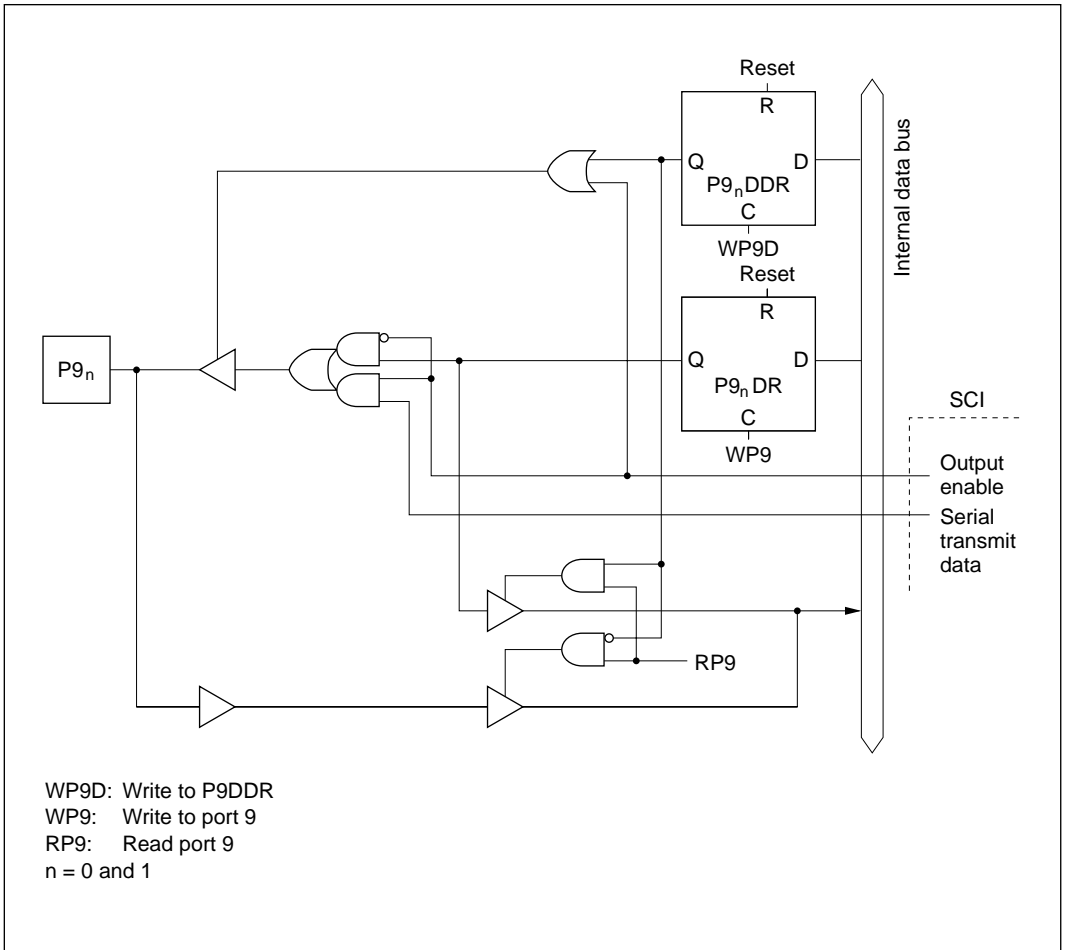 Reset
R
Q
D
P9nDDR
C
WP9D
Internal data bus
Reset
R
Q
D
P9n DR
C
WP9
P9n
SCI
Output
enable
Serial
transmit
data
RP9
WP9D: Write to P9DDR
WP9: Write to port 9
RP9: Read port 9
n = 0 and 1